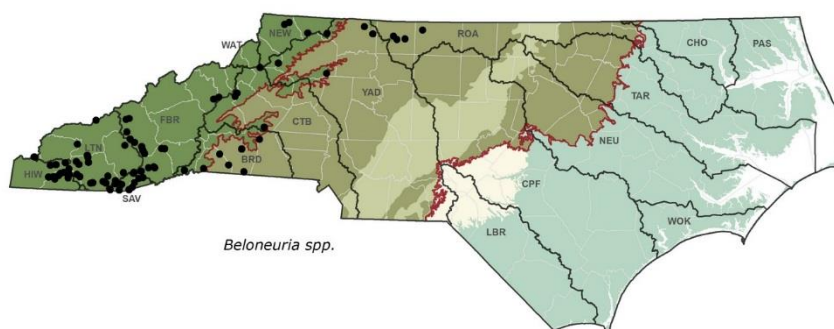 NEW
ROA
CHO
PAS
WAT
YAD
TAR
FBR
CTB
NEU
LTN
BRD
HIW
CPF
SAV
WOK
LBR
Beloneuria spp.